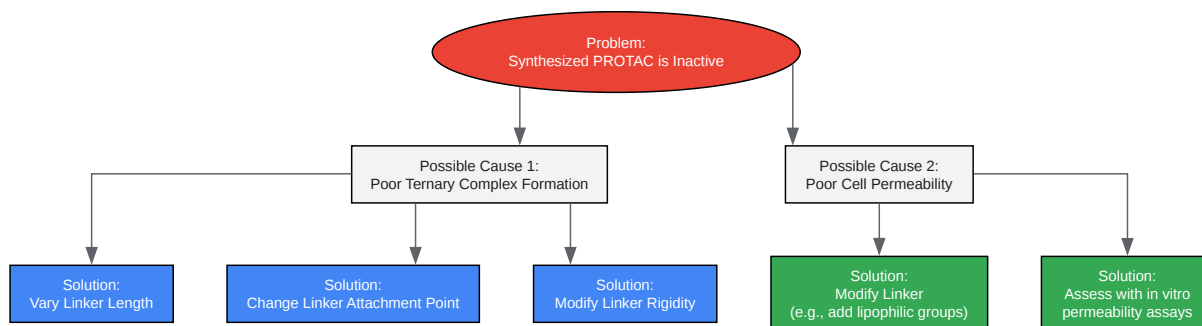 Problem:
Synthesized PROTAC is Inactive
Possible Cause 1:
Poor Ternary Complex Formation
Possible Cause 2:
Poor Cell Permeability
Solution:
Vary Linker Length
Solution:
Change Linker Attachment Point
Solution:
Modify Linker Rigidity
Solution:
Modify Linker
(e.g., add lipophilic groups)
Solution:
Assess with in vitro
permeability assays